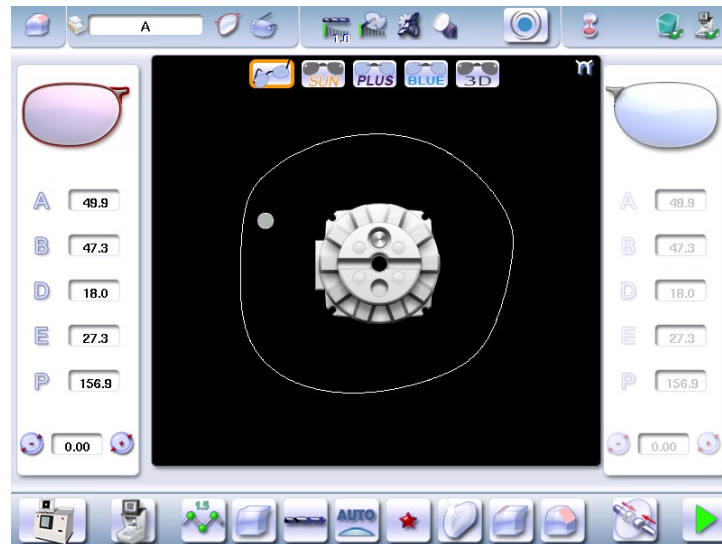 A
1.0
SUN PLUS BLUE 3D
A 49.9 A 49.9
B 47.3 B 47.3
D 18.0 D 18.0
E 27.3 E 27.3
P 156.9 P 156.9
0.00 0.00
1.5
AUTO